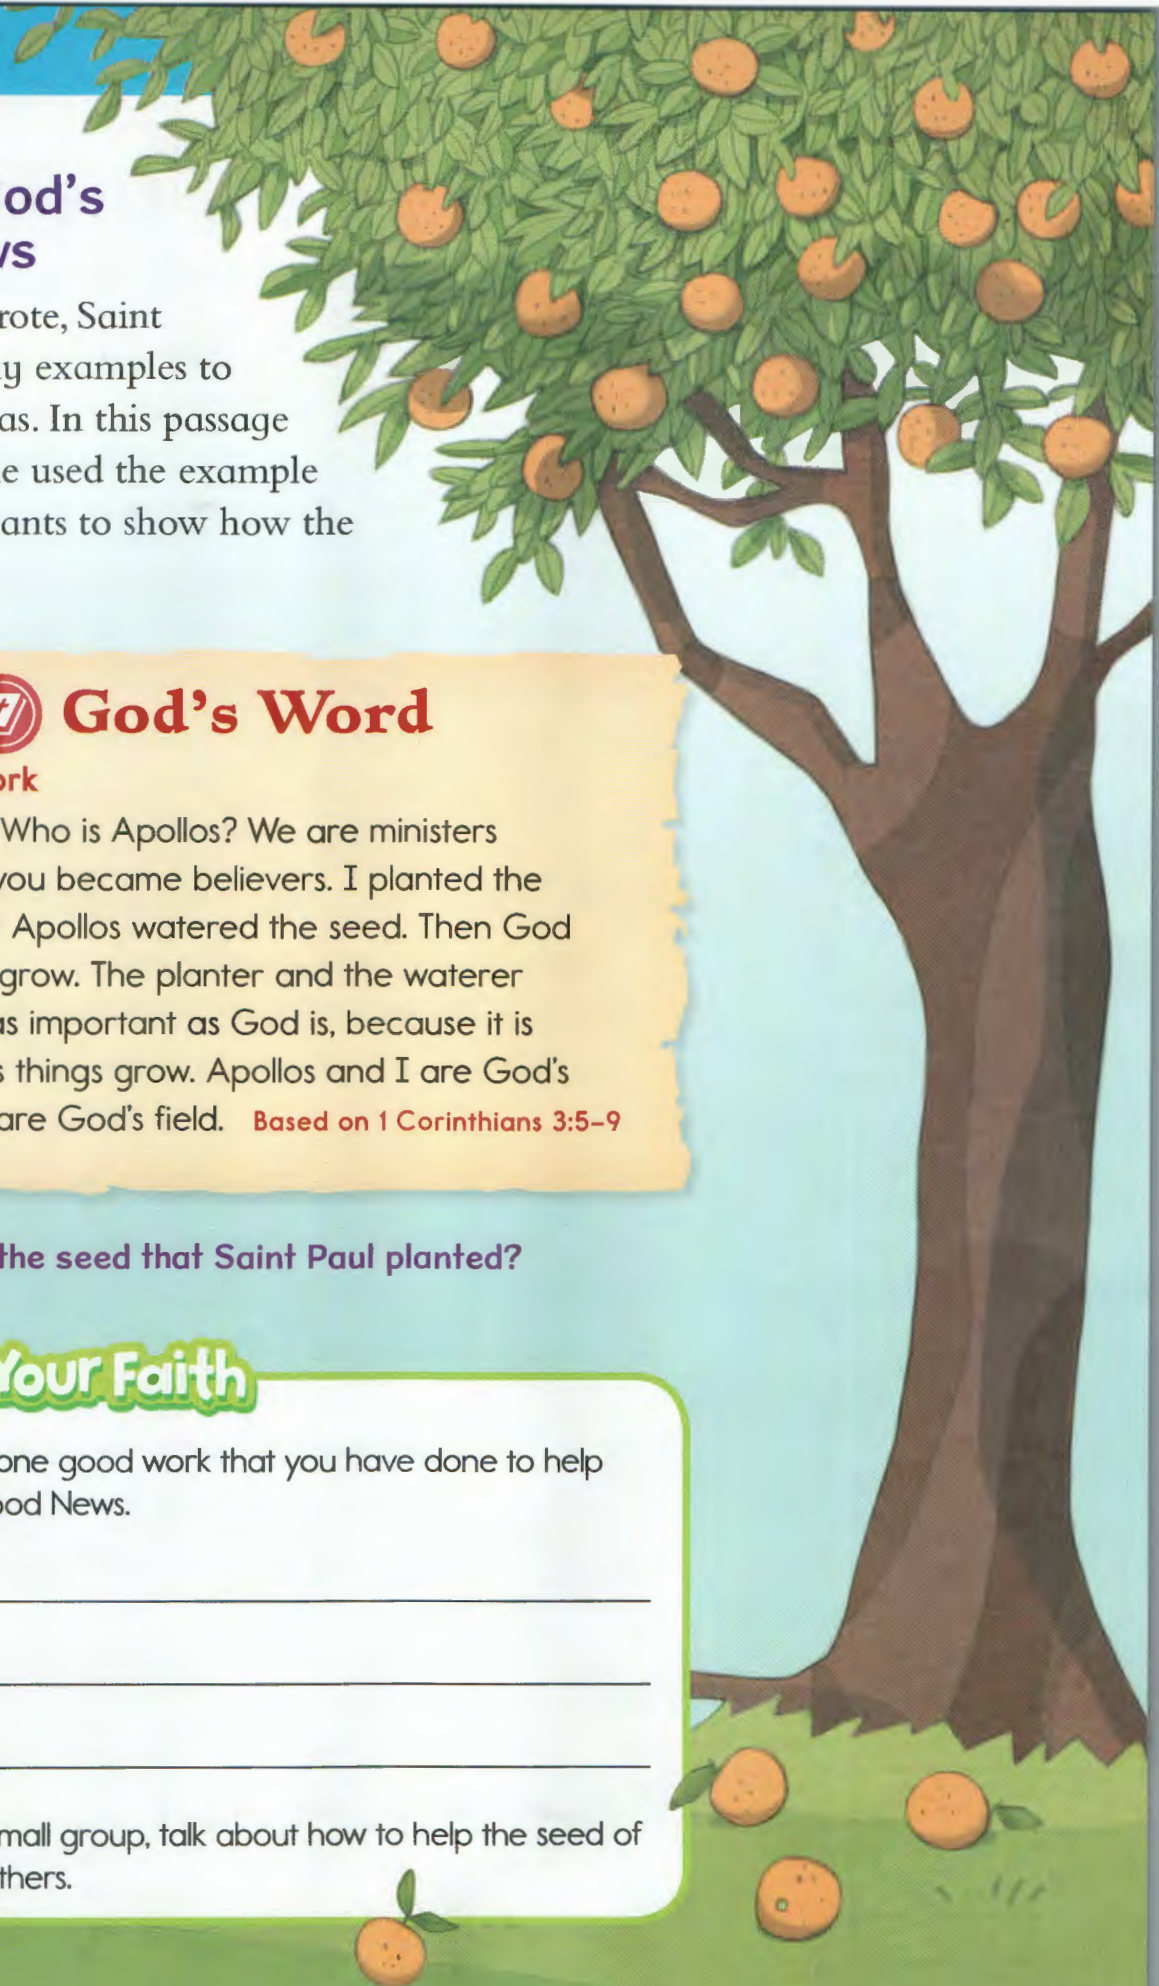 od's
ws
rote, Saint
y examples to
as. In this passage
e used the example
ants to show how the
God's Word
ork
Who is Apollos? We are ministers
you became believers. I planted the
Apollos watered the seed. Then God
grow. The planter and the waterer
as important as God is, because it is
s things grow. Apollos and I are God's
are God's field. Based on 1 Corinthians 3:5–9
the seed that Saint Paul planted?
Your Faith
one good work that you have done to help
ood News.
mall group, talk about how to help the seed of
thers.